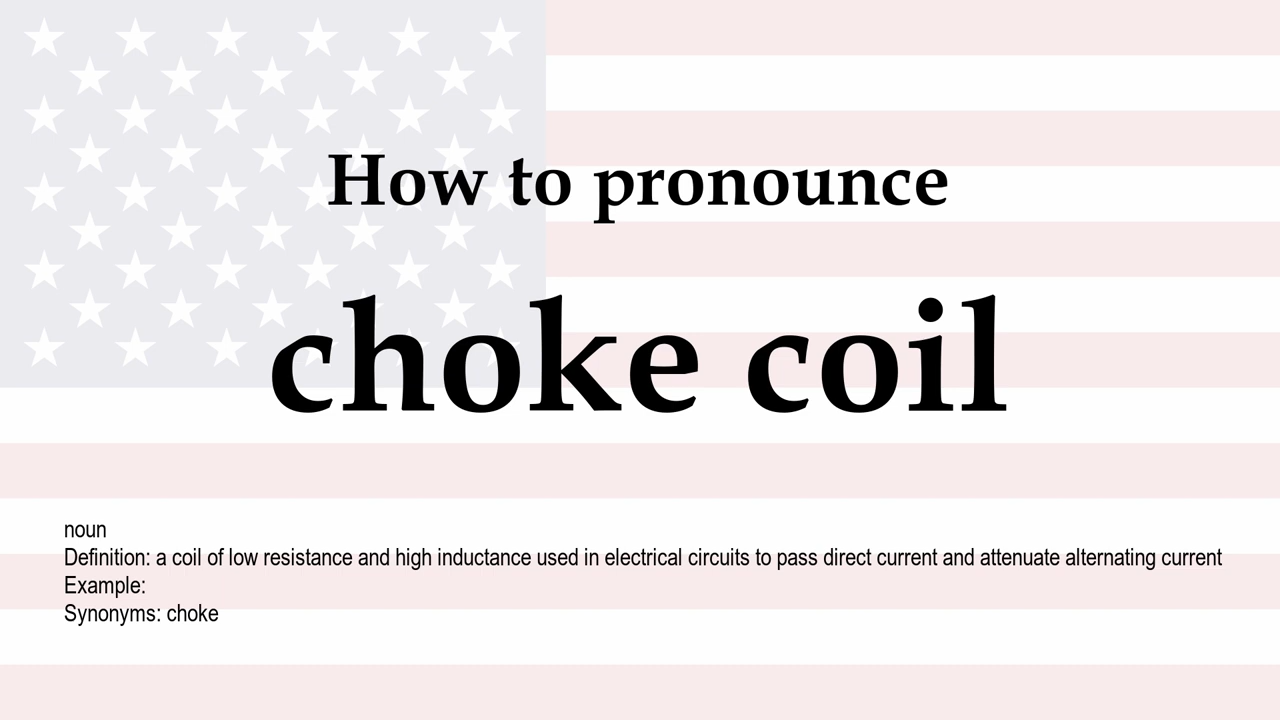 How to pronounce
choke coil
noun
Definition: a coil of low resistance and high inductance used in electrical circuits to pass direct current and attenuate alternating current
Example:
Synonyms: choke